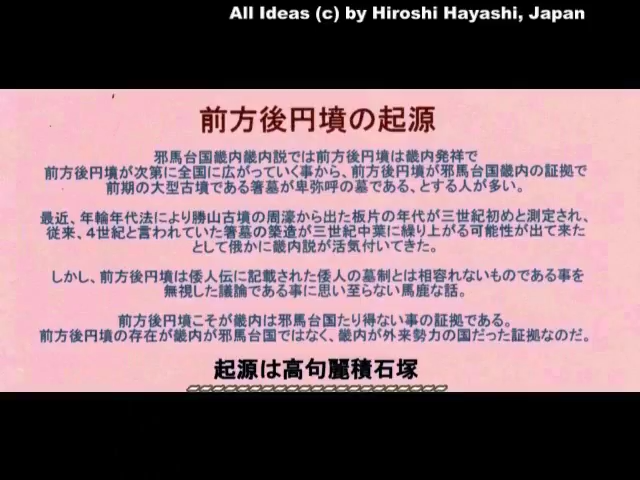 All Ideas (c) by Hiroshi Hayashi, Japan
前方後円墳の起源
邪馬台国畿内畿内説では前方後円墳は畿内発祥で
前方後円墳が次第に全国に広がっていく事から、前方後円墳が邪馬台国畿内の証拠で
前期の大型古墳である箸墓が卑弥呼の墓である、とする人が多い。
最近、年輪年代法により勝山古墳の周濠から出た板片の年代が三世紀初めと測定され、
従来、4世紀と言われていた箸墓の築造が三世紀中葉に繰り上がる可能性が出て来た
として俄かに畿内説が活気付いてきた。
しかし、前方後円墳は倭人伝に記載された倭人の墓制とは相容れないものである事を
無視した議論である事に思い至らない馬鹿な話。
前方後円墳こそが畿内は邪馬台国たり得ない事の証拠である。
前方後円墳の存在が畿内が邪馬台国ではなく、畿内が外来勢力の国だった証拠なのだ。
起源は高句麗積石塚